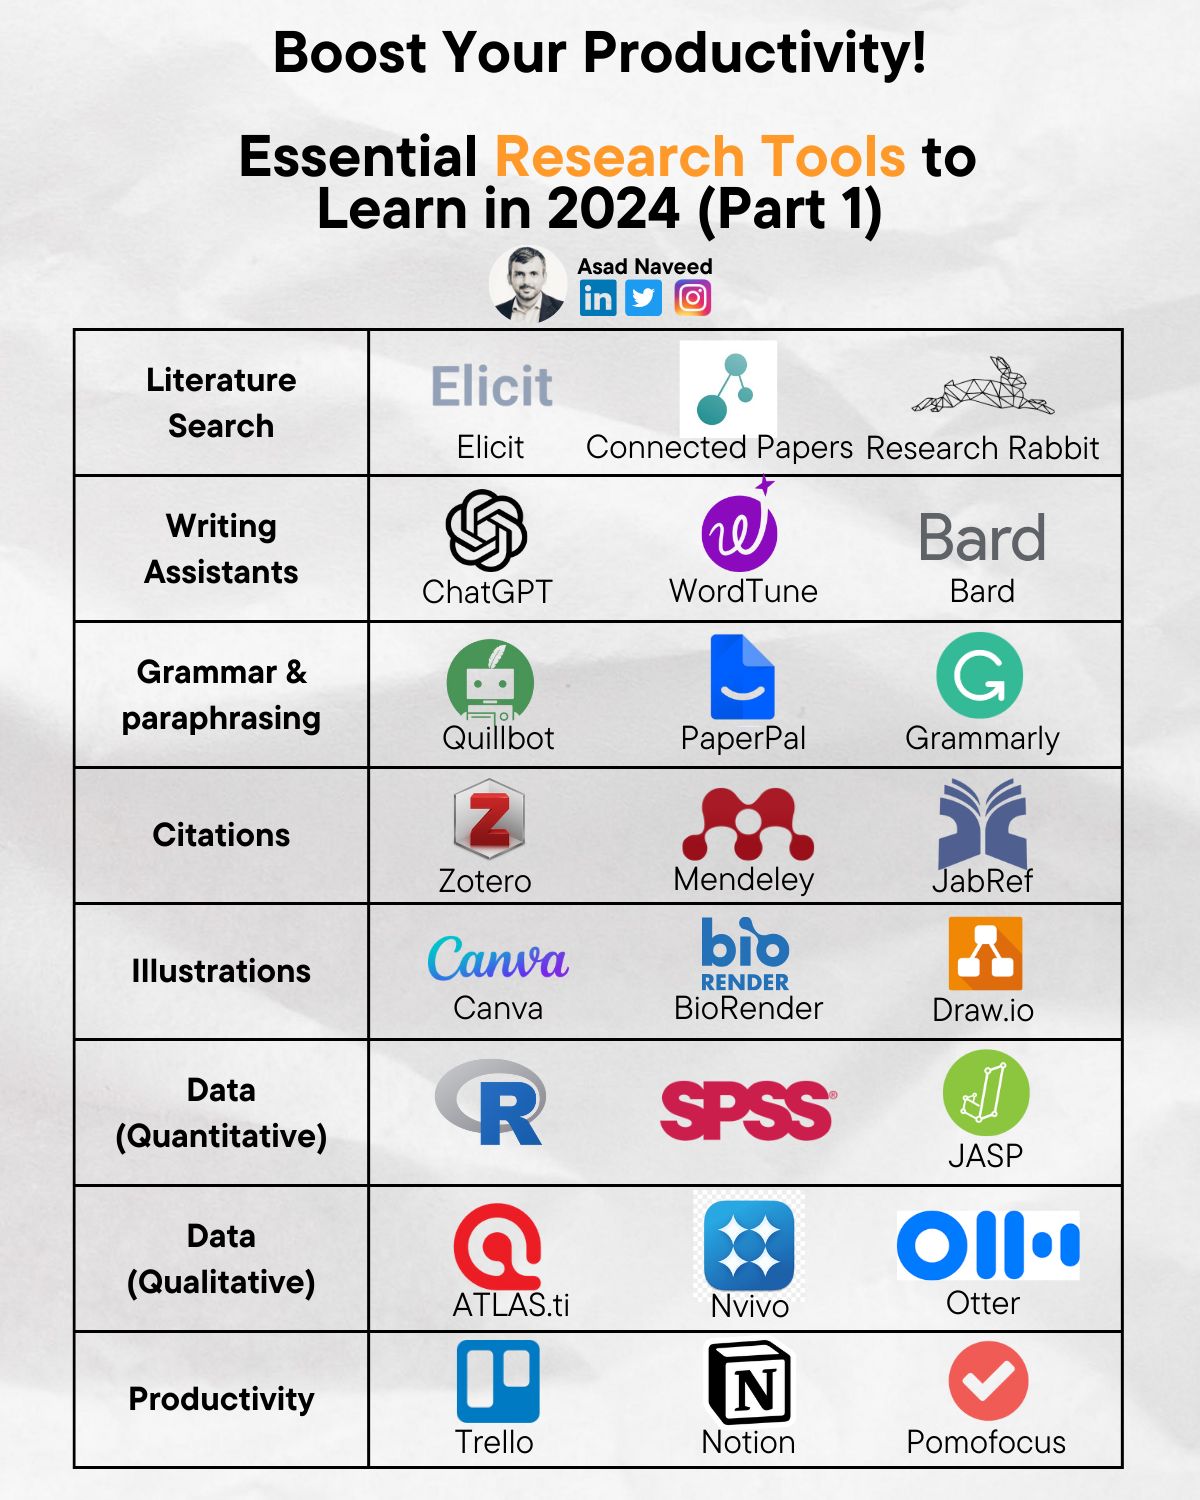 Boost Your Productivity!
Essential Research Tools to
Learn in 2024 (Part 1)
Asad Naveed
in
Literature
Search
Elicit
Elicit
Connected Papers
Research Rabbit
Writing
Assistants
w
Bard
ChatGPT
WordTune
Bard
Grammar &
paraphrasing
G
Quillbot
PaperPal
Grammarly
Citations
Z
Zotero
Mendeley
JabRef
Illustrations
Canva
bio
RENDER
Canva
BioRender
Draw.io
Data
(Quantitative)
R
SPSS®
JASP
Data
(Qualitative)
Otter
ATLAS.ti
Nvivo
Productivity
N
Trello
Notion
Pomofocus